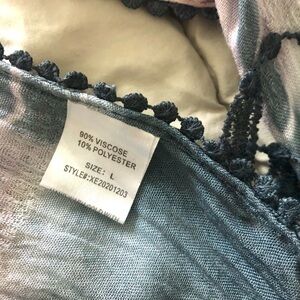 90% VISCOSE
10% POLYESTER
SIZE: L
STYLE#:XE20201203